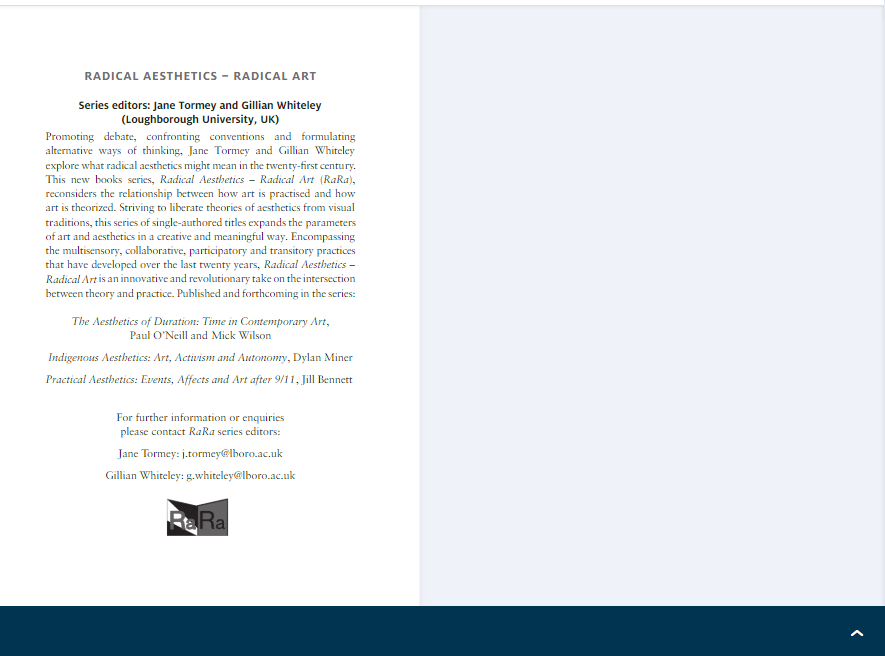 RADICAL AESTHETICS – RADICAL ART
Series editors: Jane Tormey and Gillian Whiteley
(Loughborough University, UK)
Promoting debate, confronting conventions and formulating
alternative ways of thinking, Jane Tormey and Gillian Whiteley
explore what radical aesthetics might mean in the twenty-first century.
This new books series, Radical Aesthetics – Radical Art (RaRa),
reconsiders the relationship between how art is practised and how
art is theorized. Striving to liberate theories of aesthetics from visual
traditions, this series of single-authored titles expands the parameters
of art and aesthetics in a creative and meaningful way. Encompassing
the multisensory, collaborative, participatory and transitory practices
that have developed over the last twenty years, Radical Aesthetics –
Radical Art is an innovative and revolutionary take on the intersection
between theory and practice. Published and forthcoming in the series:
The Aesthetics of Duration: Time in Contemporary Art,
Paul O'Neill and Mick Wilson
Indigenous Aesthetics: Art, Activism and Autonomy, Dylan Miner
Practical Aesthetics: Events, Affects and Art after 9/11, Jill Bennett
For further information or enquiries
please contact RaRa series editors:
Jane Tormey: j.tormey@lboro.ac.uk
Gillian Whiteley: g.whiteley@lboro.ac.uk
RaRa